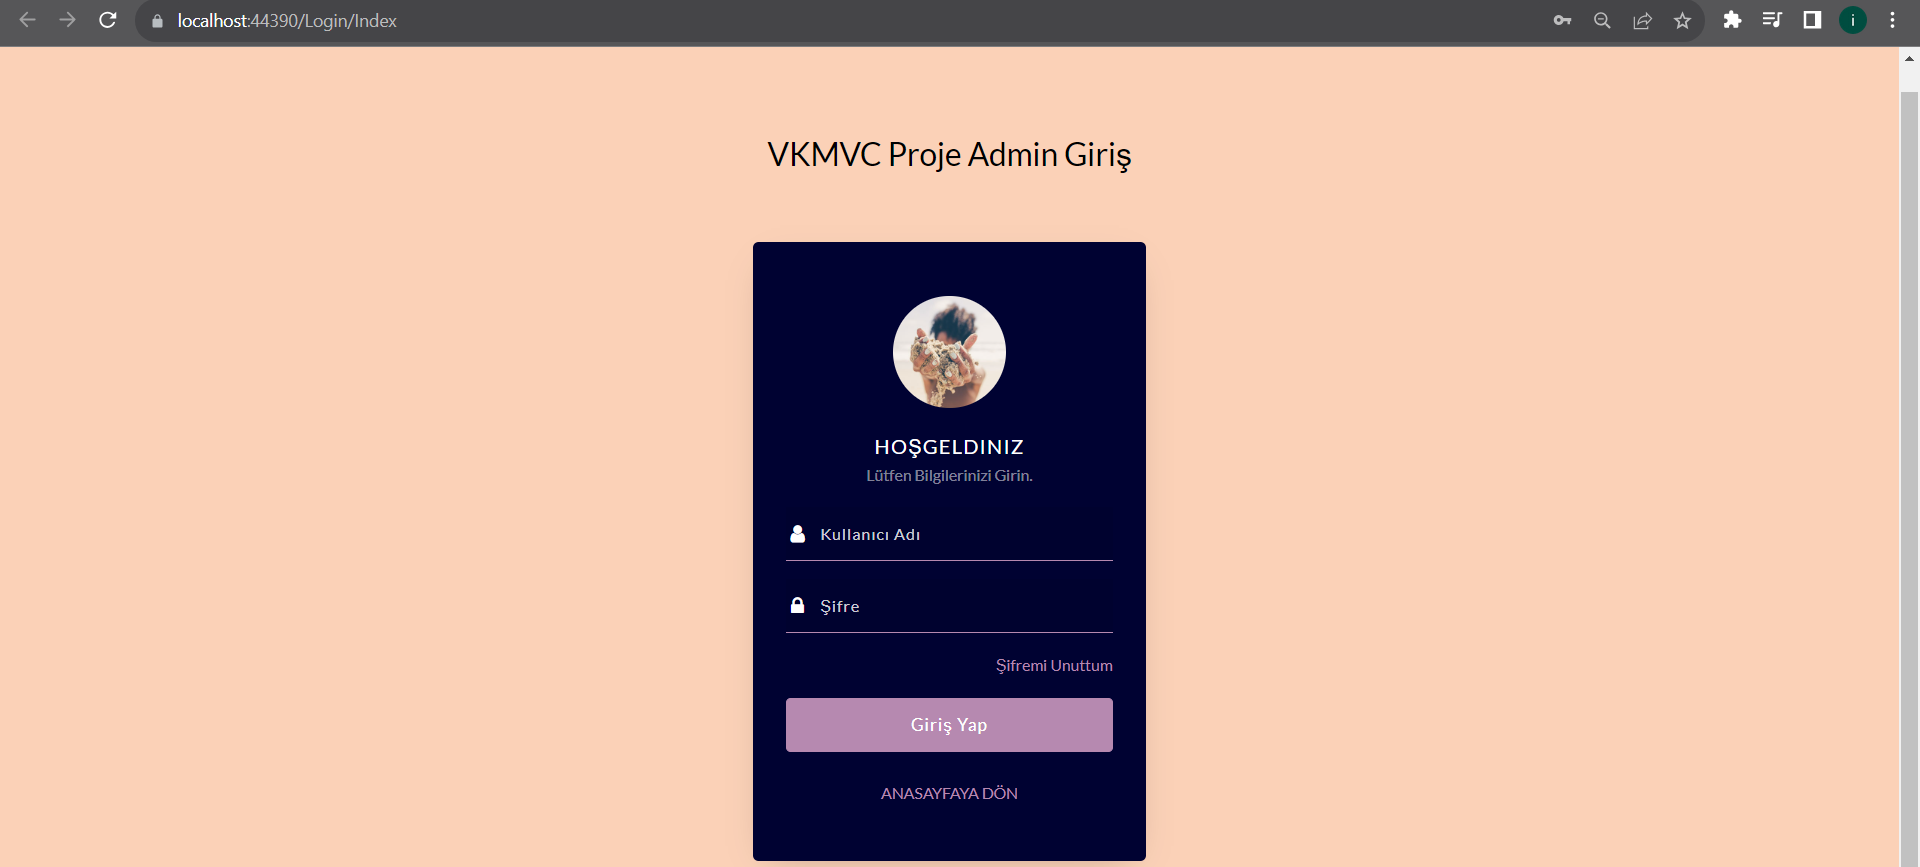 localhost:44390/Login/Index
i
VKMVC Proje Admin Giriş
HOŞGELDINIZ
Lütfen Bilgilerinizi Girin.
Kullanıcı Adı
Şifre
Şifremi Unuttum
Giriş Yap
ANASAYFAYA DÖN